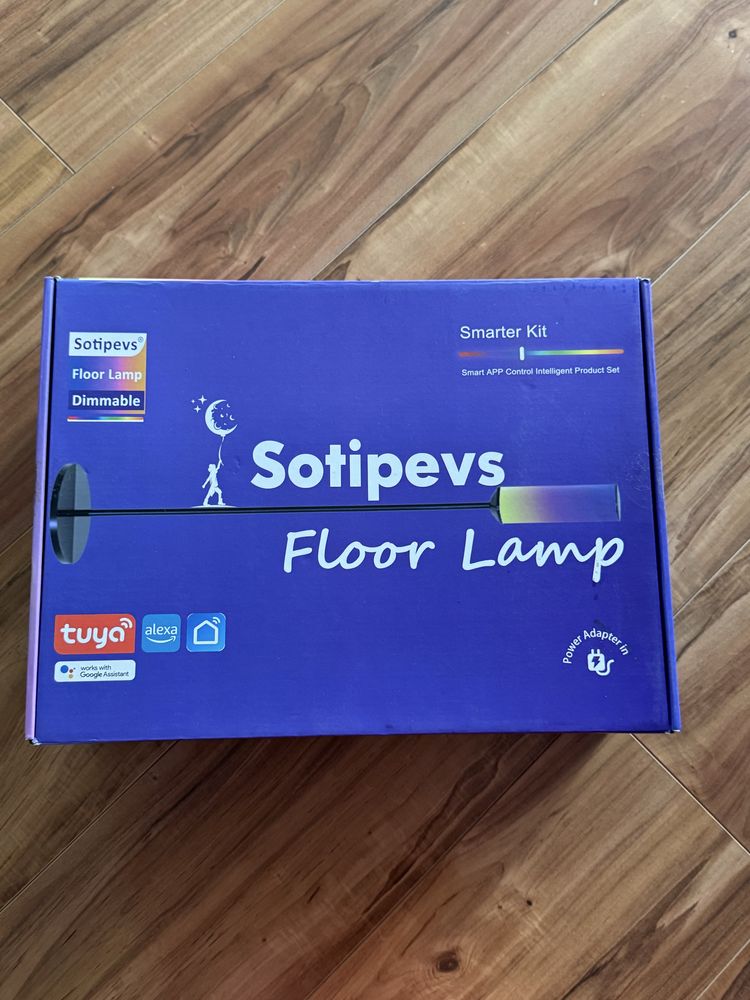 Sotipevs®
Floor Lamp
Dimmable
Smarter Kit
Smart APP Control Intelligent Product Set
Sotipevs
Floor Lamp
tuya
alexa
works with
Google Assistant
Power Adapter in